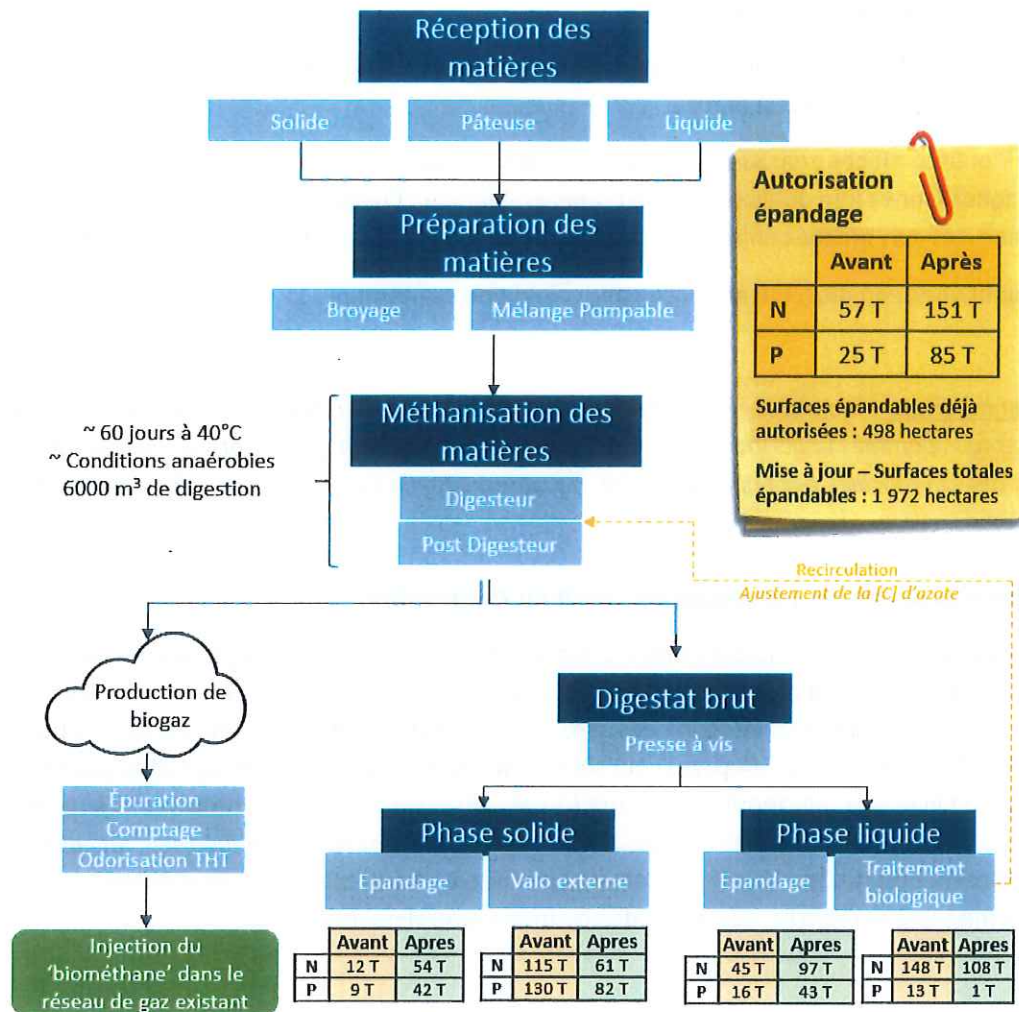 Réception des
matières
Solide
Pâteuse
Liquide
Préparation des
matières
Broyage
Mélange Pompable
Autorisation
épandage
Avant Après
N 57 T 151 T
P 25 T 85 T
Surfaces épandables déjà
autorisées : 498 hectares
Mise à jour – Surfaces totales
épandables : 1 972 hectares
~ 60 jours à 40°C
~ Conditions anaérobies
6000 m³ de digestion
Méthanisation des
matières
Digesteur
Post Digesteur
Recirculation
Ajustement de la [C] d'azote
Production de
biogaz
Épuration
Comptage
Odorisation THT
Injection du
'biométhane' dans le
réseau de gaz existant
Digestat brut
Presse à vis
Phase solide
Epandage
Valo externe
Avant Apres
N 12 T 54 T
P 9 T 42 T
Avant Apres
N 115 T 61 T
P 130 T 82 T
Phase liquide
Epandage
Traitement
biologique
Avant Apres
N 45 T 97 T
P 16 T 43 T
Avant Apres
N 148 T 108 T
P 13 T 1 T